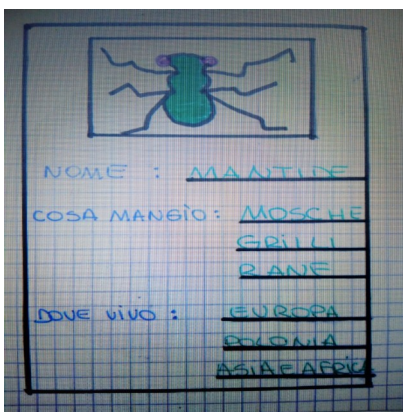 NOME : MANTIDE
COSA MANGIO: MOSCHE
GRILLI
RANE
DOVE VIVO : EUROPA
POLONIA
ASIA E AFRICA